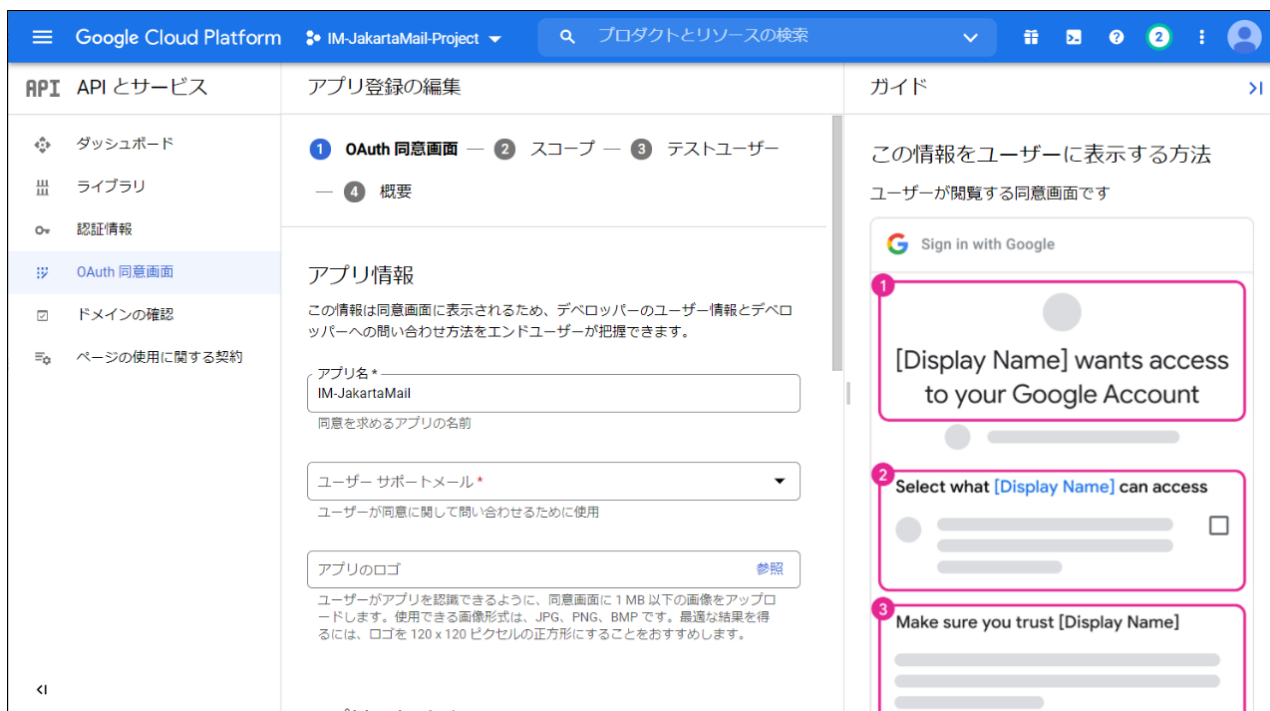 Google Cloud Platform
IM-JakartaMail-Project
プロダクトとリソースの検索
2
API
API とサービス
ダッシュボード
ライブラリ
認証情報
OAuth 同意画面
ドメインの確認
ページの使用に関する契約
アプリ登録の編集
1 OAuth 同意画面 — 2 スコープ — 3 テストユーザー
— 4 概要
アプリ情報
この情報は同意画面に表示されるため、デベロッパーのユーザー情報とデベロ
ッパーへの問い合わせ方法をエンドユーザーが把握できます。
アプリ名 *
IM-JakartaMail
同意を求めるアプリの名前
ユーザー サポートメール *
ユーザーが同意に関して問い合わせるために使用
アプリのロゴ
参照
ユーザーがアプリを認識できるように、同意画面に 1 MB 以下の画像をアップロ
ードします。使用できる画像形式は、JPG、PNG、BMP です。最適な結果を得
るには、ロゴを 120 x 120 ピクセルの正方形にすることをおすすめします。
ガイド
この情報をユーザーに表示する方法
ユーザーが閲覧する同意画面です
Sign in with Google
1
[Display Name] wants access
to your Google Account
2
Select what [Display Name] can access
3
Make sure you trust [Display Name]